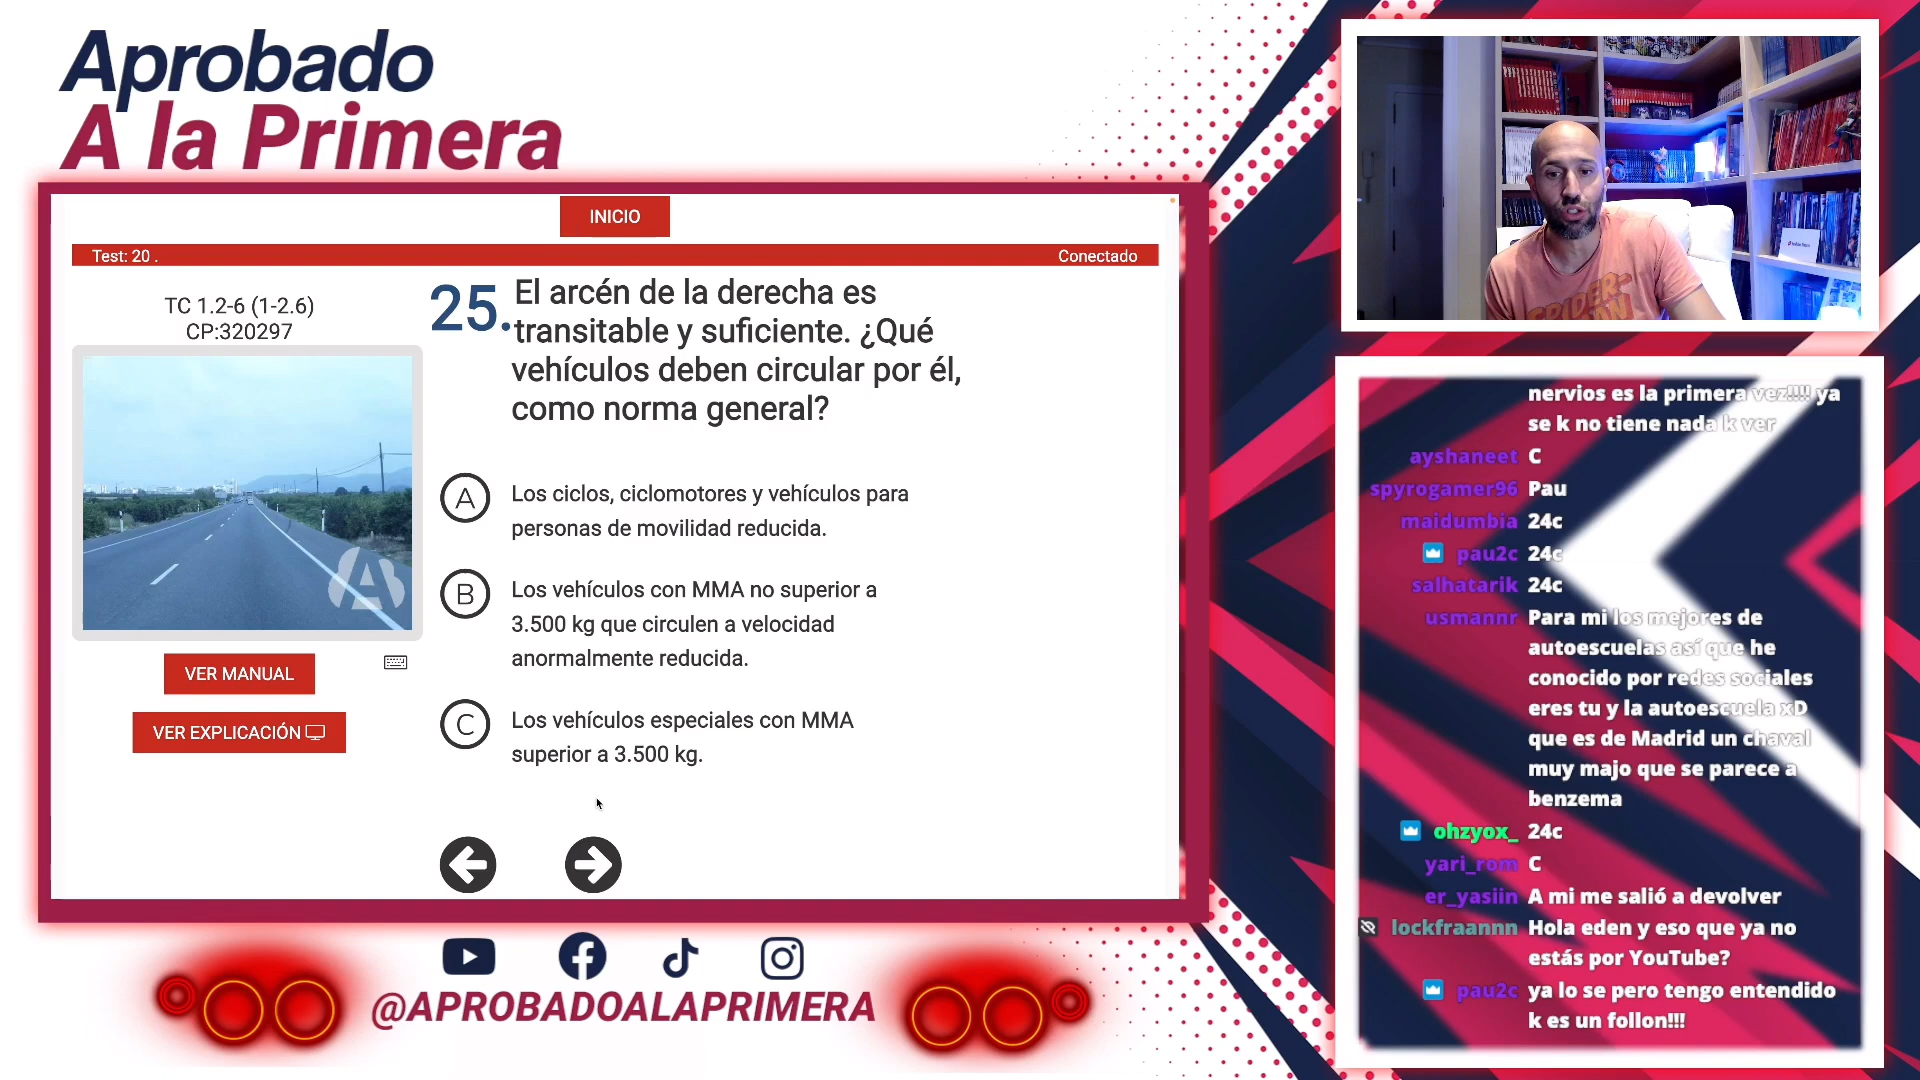 Aprobado
A la Primera
INICIO
Test: 20 .
Conectado
TC 1.2-6 (1-2.6)
CP:320297
VER MANUAL
VER EXPLICACIÓN
25.
El arcén de la derecha es
transitable y suficiente. ¿Qué
vehículos deben circular por él,
como norma general?
A
Los ciclos, ciclomotores y vehículos para
personas de movilidad reducida.
B
Los vehículos con MMA no superior a
3.500 kg que circulen a velocidad
anormalmente reducida.
C
Los vehículos especiales con MMA
superior a 3.500 kg.
@APROBADOALAPRIMERA
nervios es la primera vez!!!! ya
se k no tiene nada k ver
ayshaneet C
spyrogamer96 Pau
maidumbia 24c
pau2c 24c
salhatarik 24c
usmannr Para mi los mejores de
autoescuelas así que he
conocido por redes sociales
eres tu y la autoescuela xD
que es de Madrid un chaval
muy majo que se parece a
benzema
ohzyox_ 24c
yari_rom C
er_yasiin A mi me salió a devolver
lockfraannn Hola eden y eso que ya no
estás por YouTube?
pau2c ya lo se pero tengo entendido
k es un follon!!!